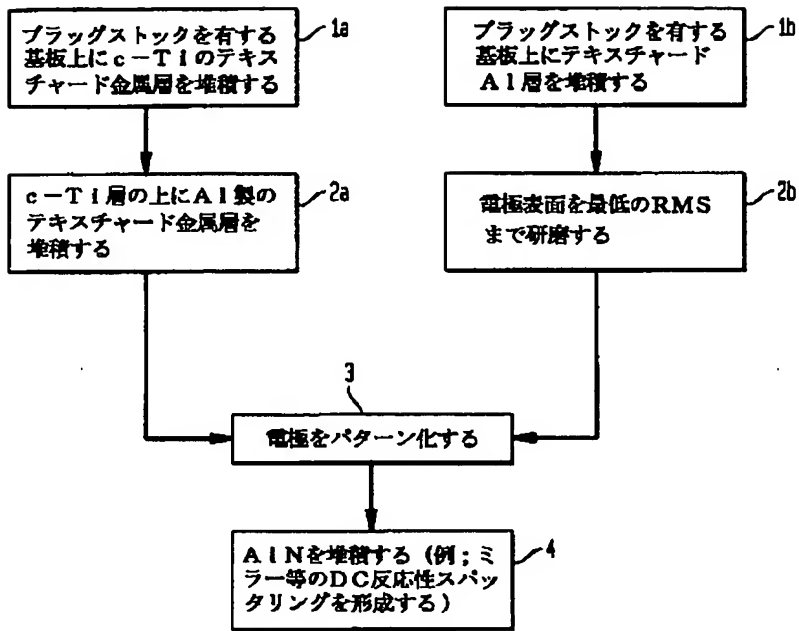 ブラッグストックを有する
基板上にc-Tiのテキス
チャード金属層を堆積する
1a
ブラッグストックを有する
基板上にテキスチャード
Al層を堆積する
1b
c-Ti層の上にAl製の
テキスチャード金属層を
堆積する
2a
電極表面を最低のRMS
まで研磨する
2b
3
電極をパターン化する
AlNを堆積する（例；ミ
ラー等のDC反応性スパッ
タリングを形成する）
4